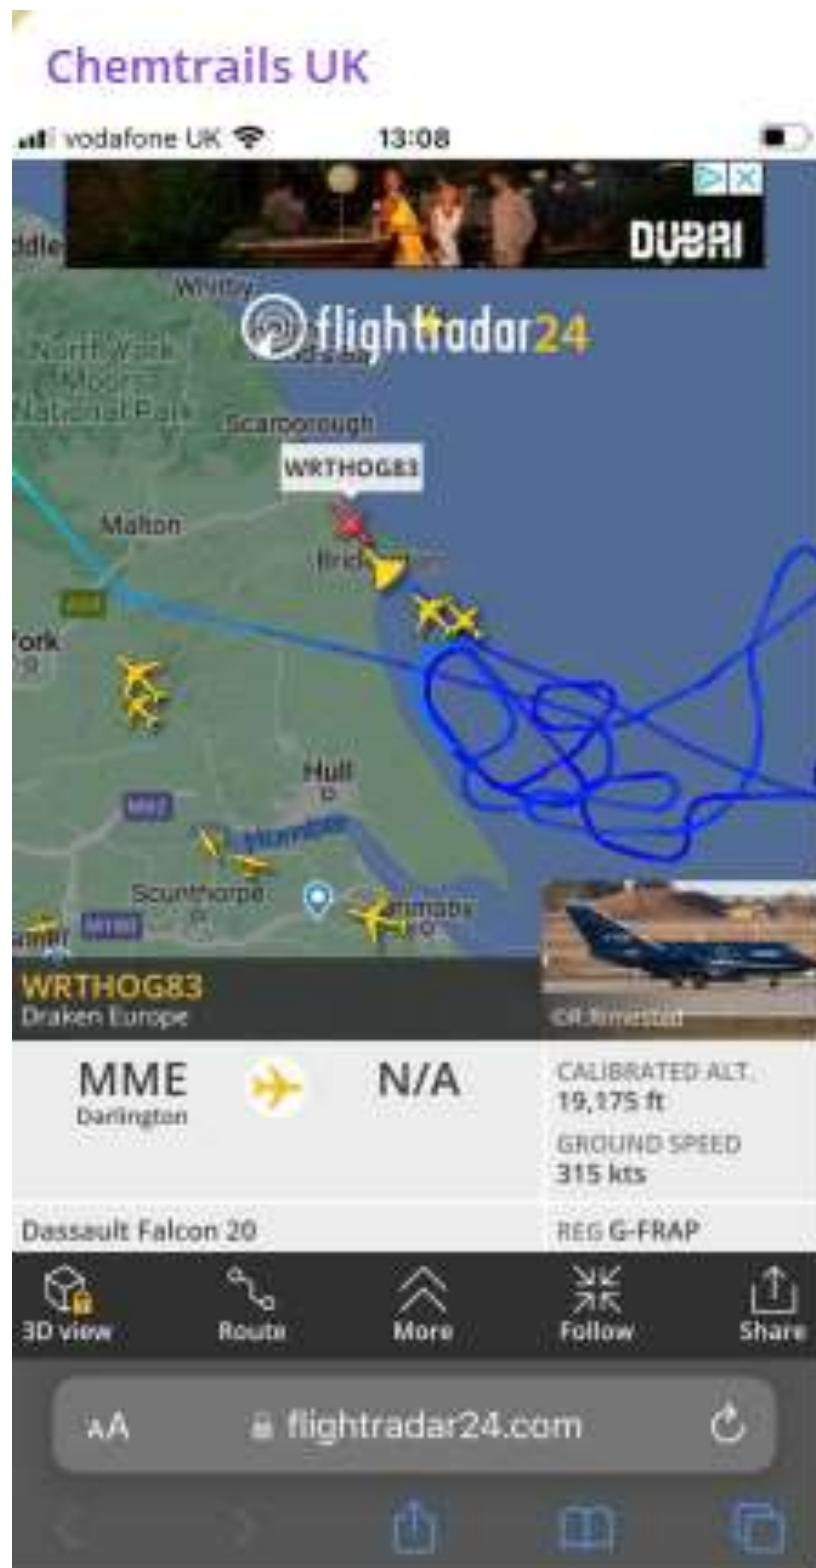 Chemtrails UK
vodafone UK
13:08
DUBAI
Whitby
flightradar24
North York
Moors
National Park
Scarborough
WRTHOG83
Malton
Hull
Humber
Scunthorpe
M180
WRTHOG83
Draken Europe
MME
N/A
Darlington
CALIBRATED ALT.
19,175 ft
GROUND SPEED
315 kts
Dassault Falcon 20
REG G-FRAP
3D view
Route
More
Follow
Share
AA
flightradar24.com